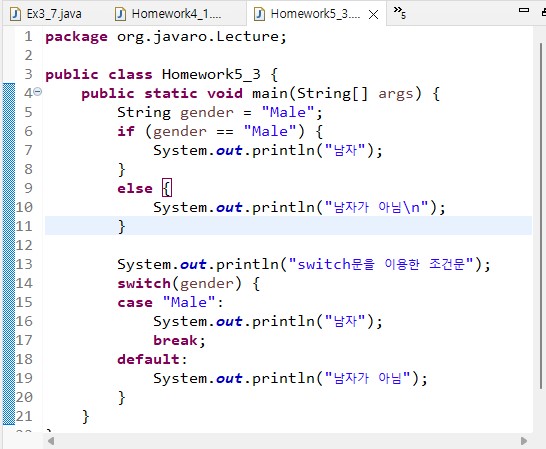 Ex3_7.java
Homework4_1....
Homework5_3....
»5
1 package org.javaro.Lecture;
2
3 public class Homework5_3 {
4     public static void main(String[] args) {
5         String gender = "Male";
6         if (gender == "Male") {
7             System.out.println("남자");
8         }
9         else {
10             System.out.println("남자가 아님\n");
11         }
12
13         System.out.println("switch문을 이용한 조건문");
14         switch(gender) {
15         case "Male":
16             System.out.println("남자");
17             break;
18         default:
19             System.out.println("남자가 아님");
20         }
21     }